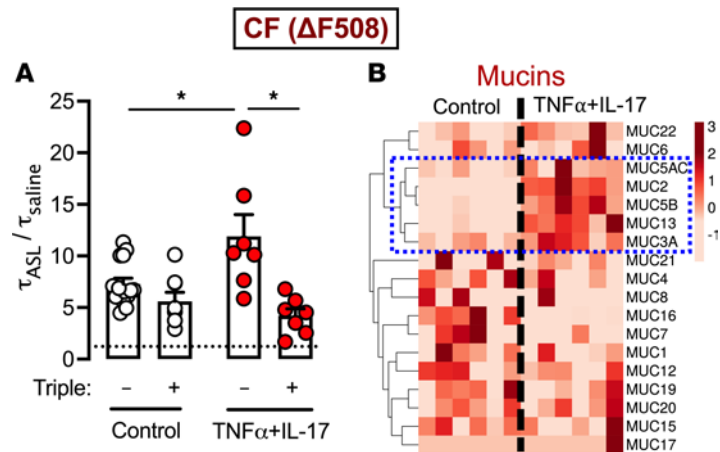 CF (ΔF508)
A
τASL / τsaline
25
20
15
10
5
0
* *
Triple: – + – +
Control TNFα+IL-17
B
Mucins
Control TNFα+IL-17
MUC22
MUC6
MUC5AC
MUC2
MUC5B
MUC13
MUC3A
MUC21
MUC4
MUC8
MUC16
MUC7
MUC1
MUC12
MUC19
MUC20
MUC15
MUC17
3
2
1
0
-1